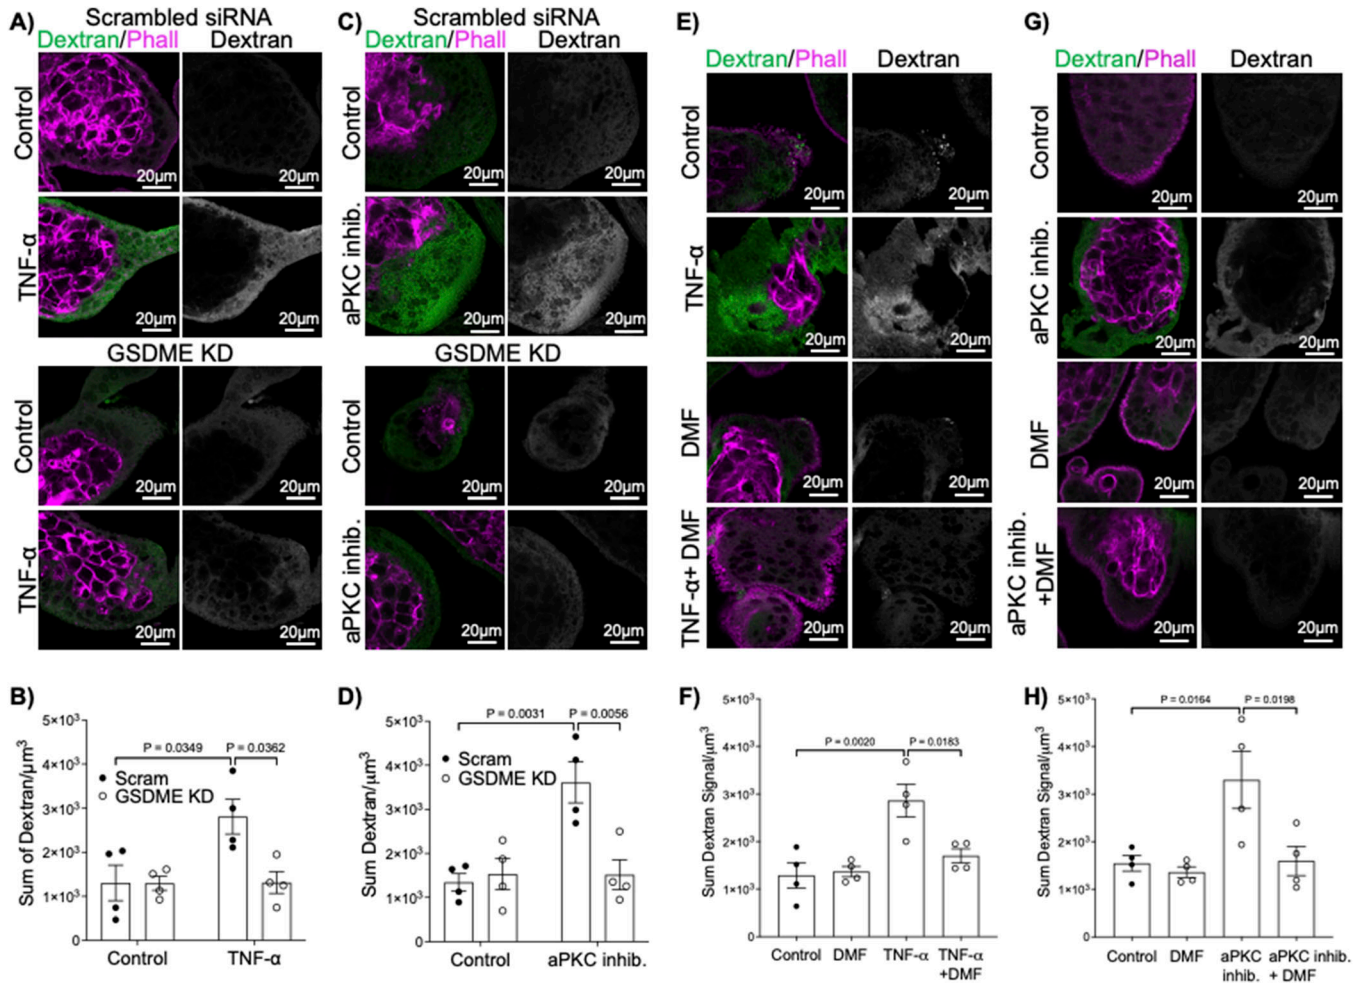 A)
Scrambled siRNA
Dextran/Phall Dextran
Control
20µm 20µm
TNF-α
20µm 20µm
GSDME KD
Control
20µm 20µm
TNF-α
20µm 20µm
C)
Scrambled siRNA
Dextran/Phall Dextran
Control
20µm 20µm
aPKC inhib.
20µm 20µm
GSDME KD
Control
20µm 20µm
aPKC inhib.
20µm 20µm
E)
Dextran/Phall Dextran
Control
20µm 20µm
TNF-α
20µm 20µm
DMF
20µm 20µm
TNF-α+ DMF
20µm 20µm
G)
Dextran/Phall Dextran
Control
20µm 20µm
aPKC inhib.
20µm 20µm
DMF
20µm 20µm
aPKC inhib.
+DMF
20µm 20µm
B)
Sum of Dextran/µm³
5×10³
4×10³
3×10³
2×10³
1×10³
0
P = 0.0349 P = 0.0362
Scram
GSDME KD
Control TNF-α
D)
Sum Dextran/µm³
5×10³
4×10³
3×10³
2×10³
1×10³
0
P = 0.0031 P = 0.0056
Scram
GSDME KD
Control aPKC inhib.
F)
Sum Dextran Signal/µm³
5×10³
4×10³
3×10³
2×10³
1×10³
0
P = 0.0020 P = 0.0183
Control DMF TNF-α TNF-α
+DMF
H)
Sum Dextran Signal/µm³
5×10³
4×10³
3×10³
2×10³
1×10³
0
P = 0.0164 P = 0.0198
Control DMF aPKC aPKC inhib.
inhib. + DMF